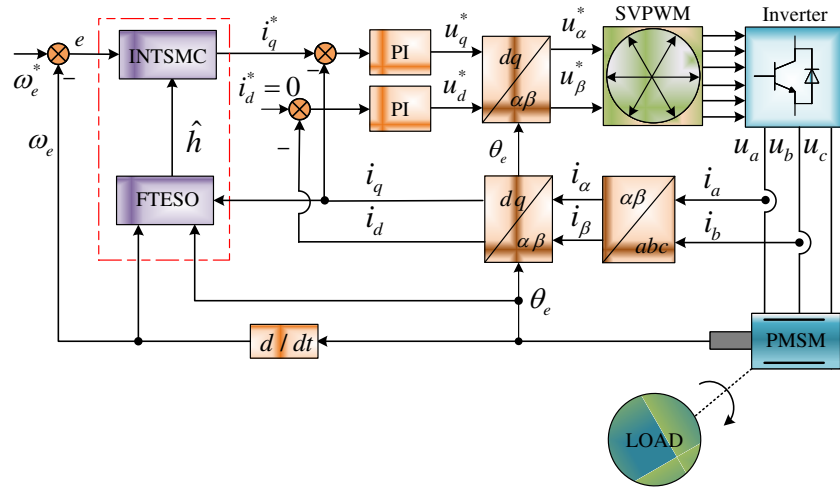 SVPWM
Inverter
e
INTSMC
i_q^*
PI
u_q^*
dq
αβ
u_α^*
ω_e^*
−
−
i_d^* = 0
PI
u_d^*
u_β^*
ω_e
ĥ
−
θ_e
u_a
u_b
u_c
FTESO
i_q
dq
αβ
i_α
αβ
abc
i_a
i_d
i_β
i_b
θ_e
d / dt
PMSM
LOAD